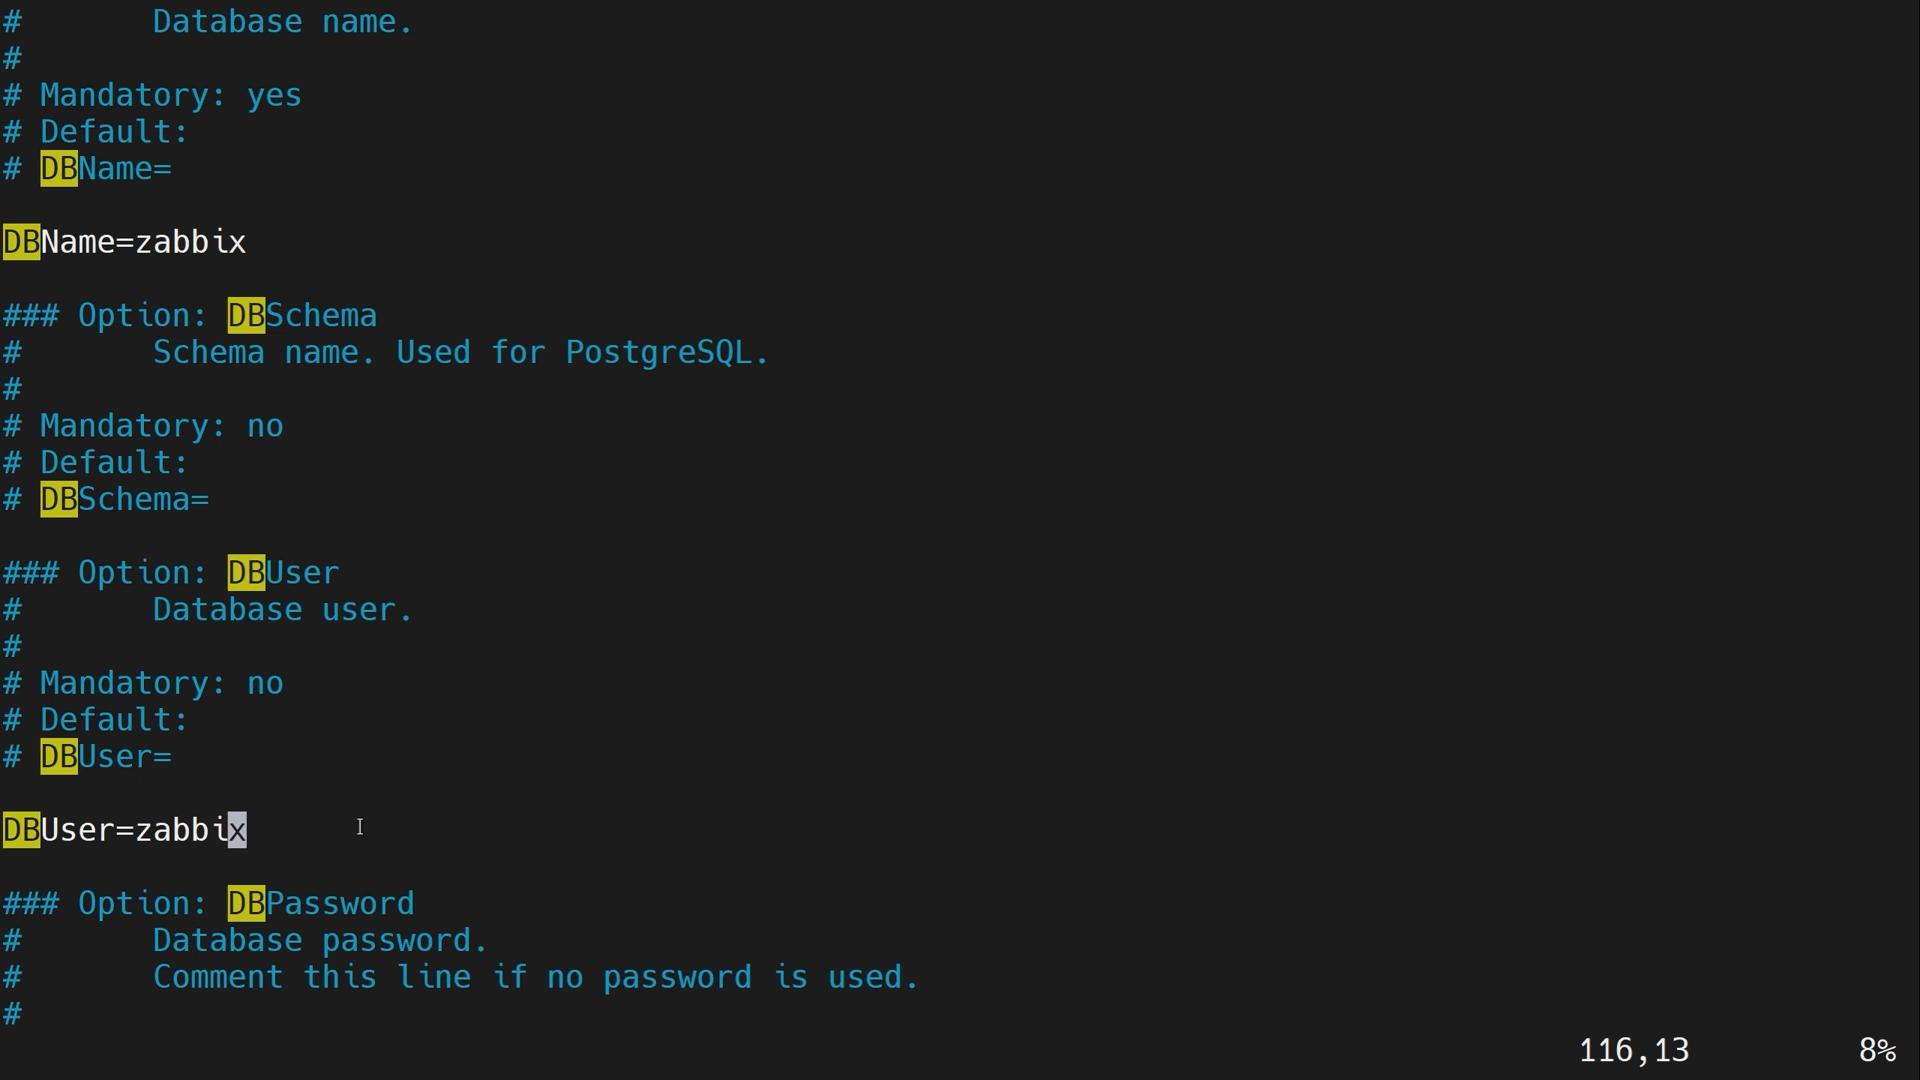 #       Database name.
#
# Mandatory: yes
# Default:
# DBName=
DBName=zabbix
### Option: DBSchema
#       Schema name. Used for PostgreSQL.
#
# Mandatory: no
# Default:
# DBSchema=
### Option: DBUser
#       Database user.
#
# Mandatory: no
# Default:
# DBUser=
DBUser=zabbix
### Option: DBPassword
#       Database password.
#       Comment this line if no password is used.
#
116,13 8%